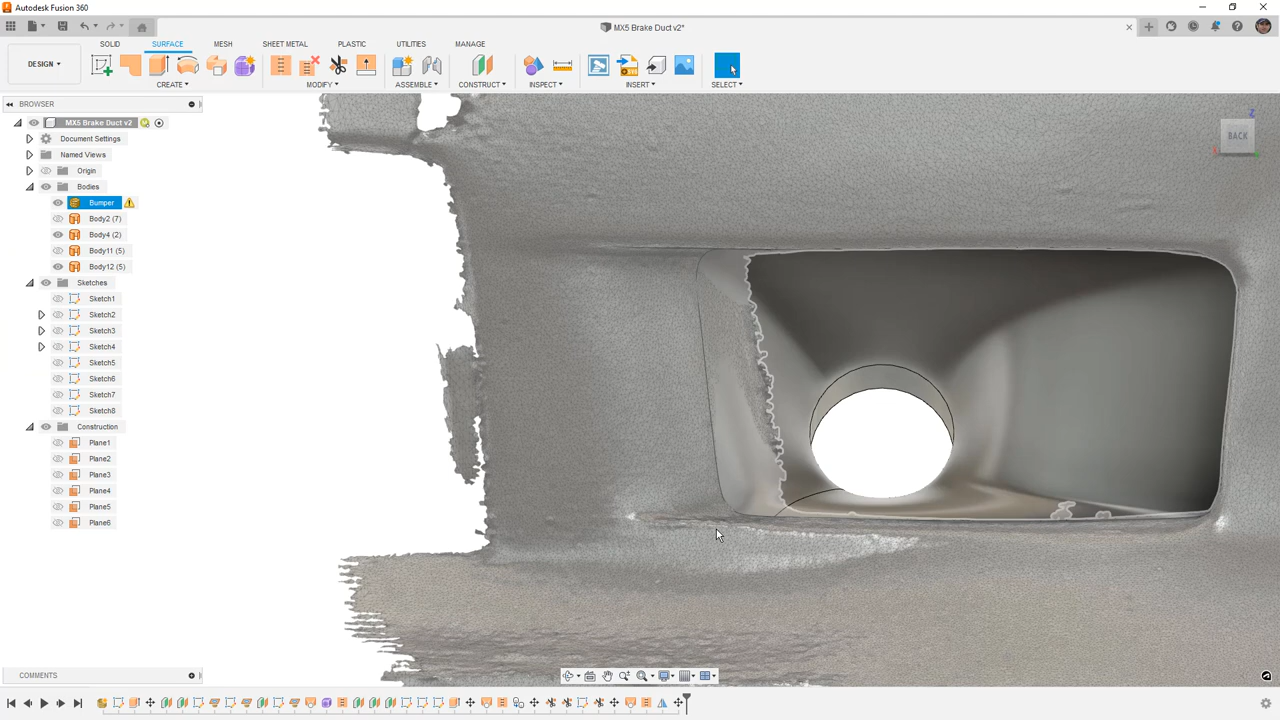 Autodesk Fusion 360
MX5 Brake Duct v2*
DESIGN
SOLID
SURFACE
MESH
SHEET METAL
PLASTIC
UTILITIES
MANAGE
CREATE
MODIFY
ASSEMBLE
CONSTRUCT
INSPECT
INSERT
SELECT
BROWSER
MX5 Brake Duct v2
Document Settings
Named Views
Origin
Bodies
Bumper
Body2 (7)
Body4 (2)
Body11 (5)
Body12 (5)
Sketches
Sketch1
Sketch2
Sketch3
Sketch4
Sketch5
Sketch6
Sketch7
Sketch8
Construction
Plane1
Plane2
Plane3
Plane4
Plane5
Plane6
Z
BACK
COMMENTS